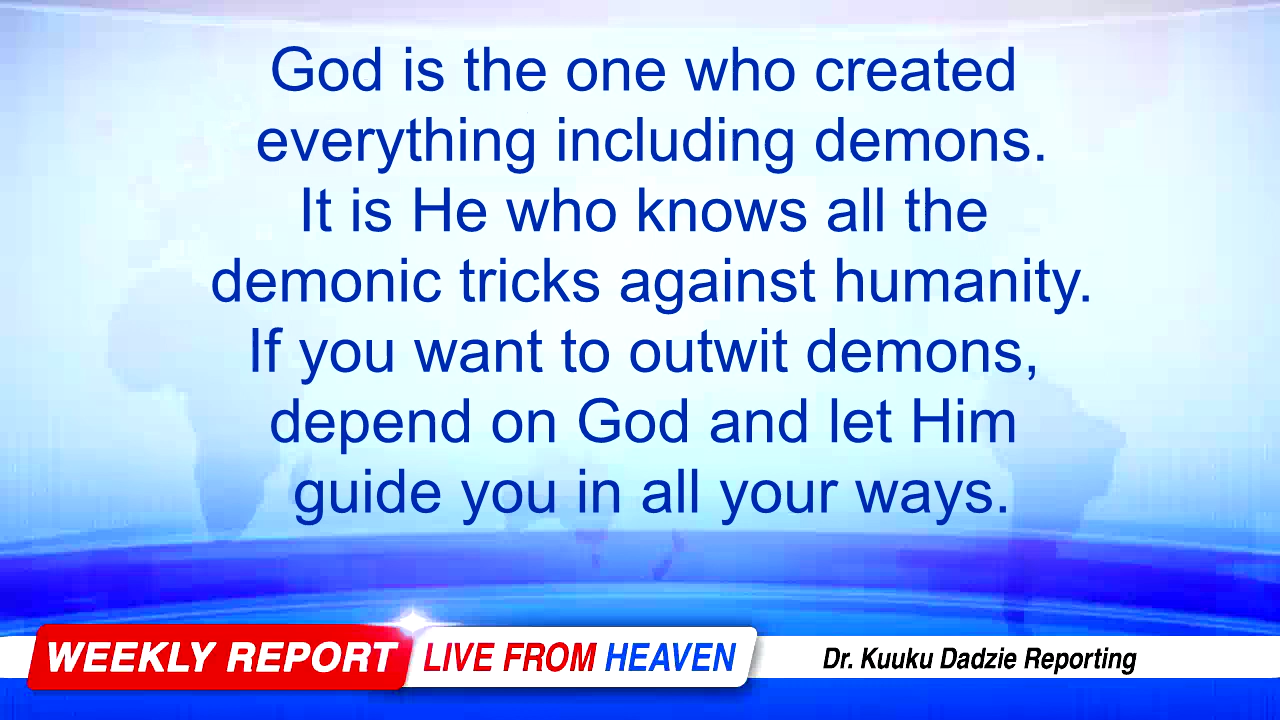 God is the one who created
everything including demons.
It is He who knows all the
demonic tricks against humanity.
If you want to outwit demons,
depend on God and let Him
guide you in all your ways.
WEEKLY REPORT LIVE FROM HEAVEN Dr. Kuuku Dadzie Reporting